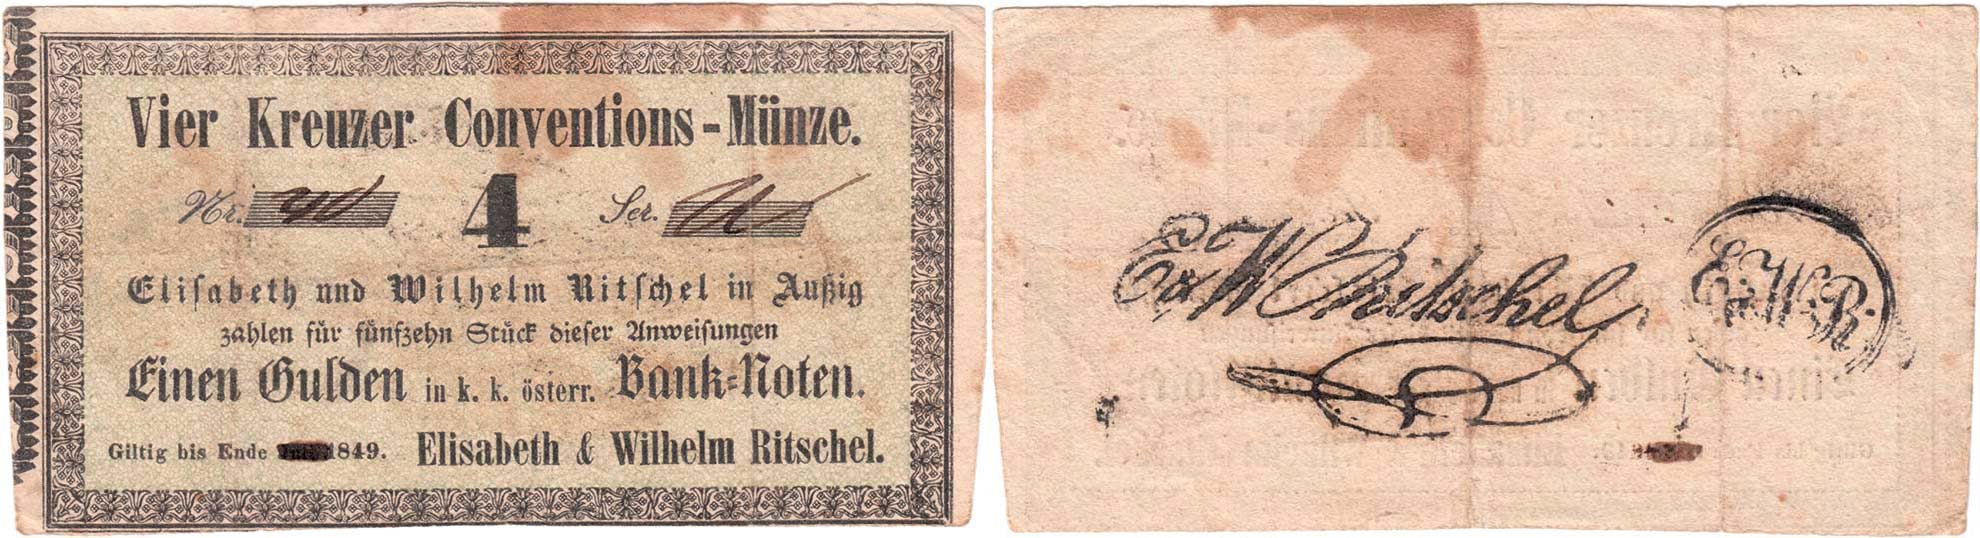 Vier Kreuzer Conventions-Münze.
Nr. 4 Ser.
Elisabeth und Wilhelm Ritschel in Außig
zahlen für fünfzehn Stück dieser Anweisungen
Einen Gulden in k. k. österr. Bank-Noten.
Giltig bis Ende 1849. Elisabeth & Wilhelm Ritschel.
E & W Ritschel
E. & W. R.